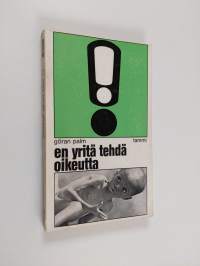 göran palm tammi
en yritä tehdä
oikeutta